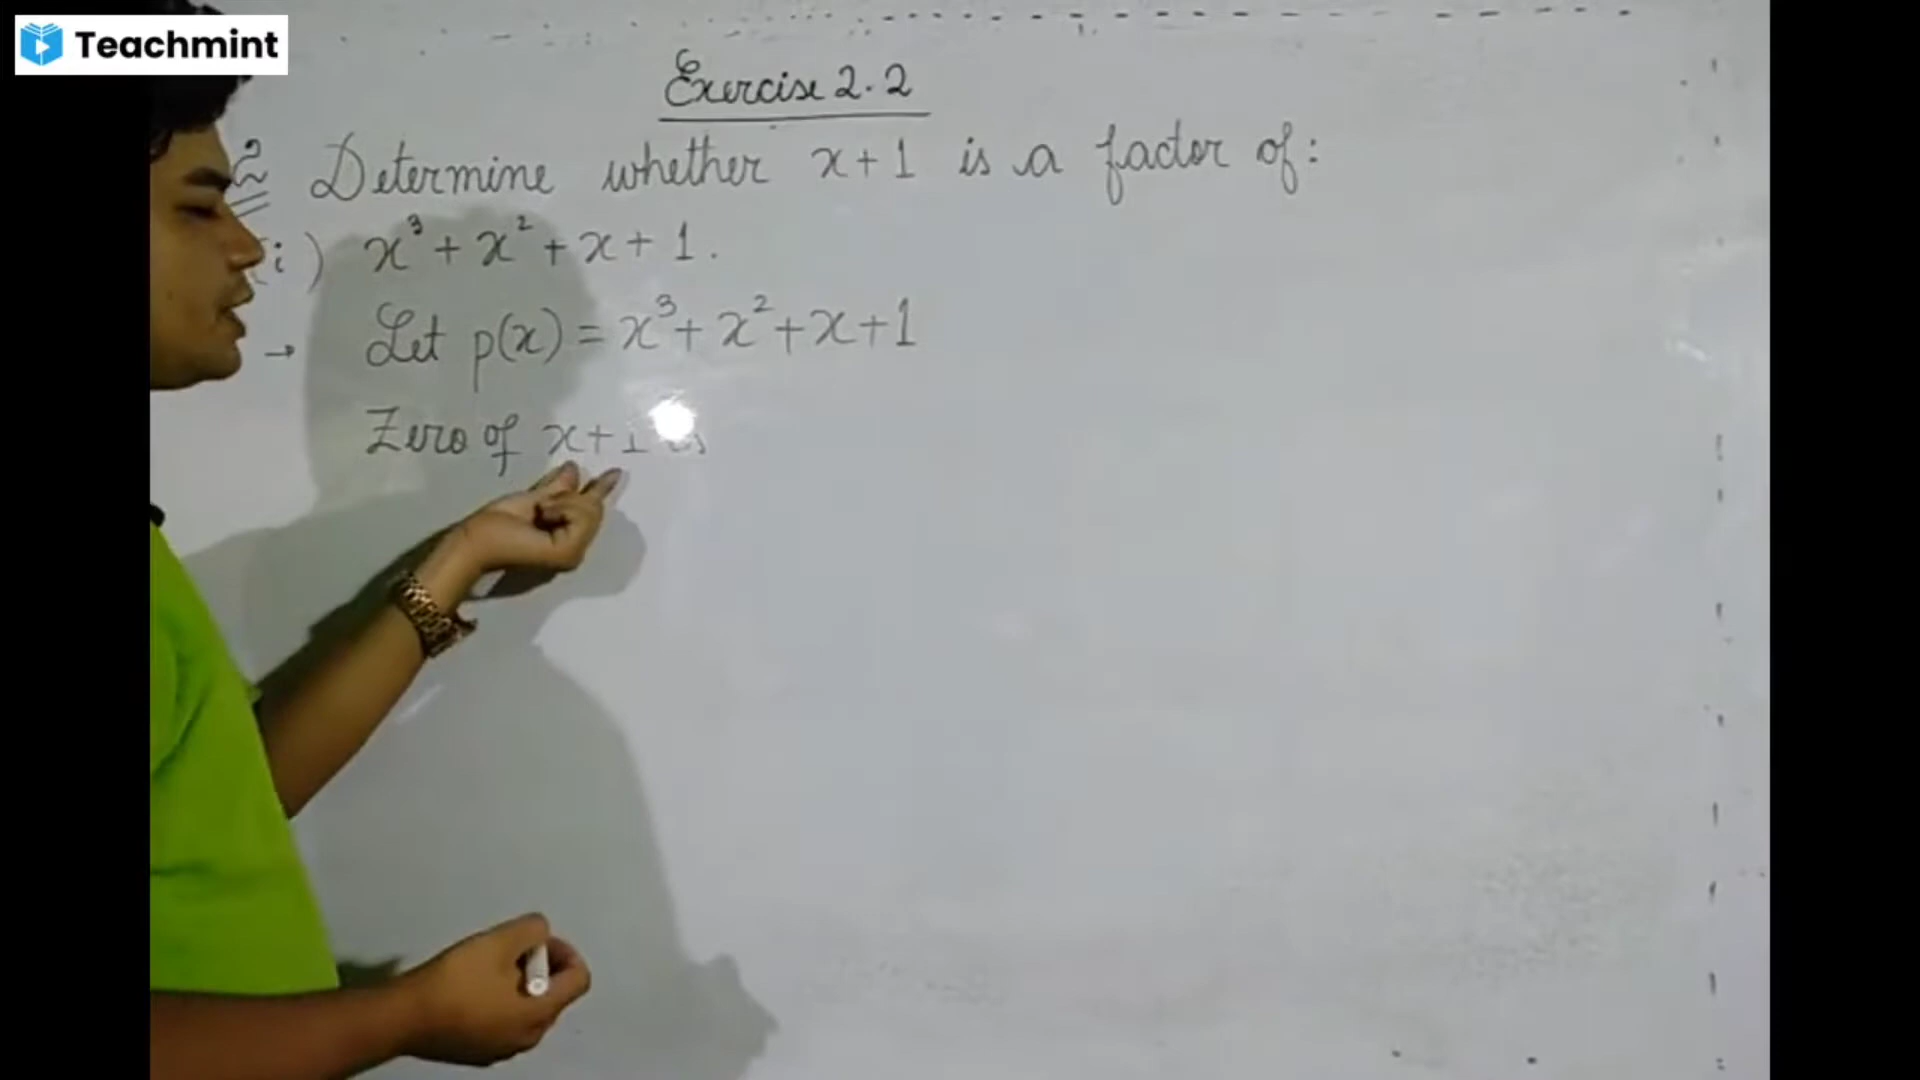 Teachmint
Exercise 2.2
2 Determine whether x+1 is a factor of:
(i) x³ + x² + x + 1.
→ Let p(x) = x³ + x² + x + 1
Zero of x+1 is